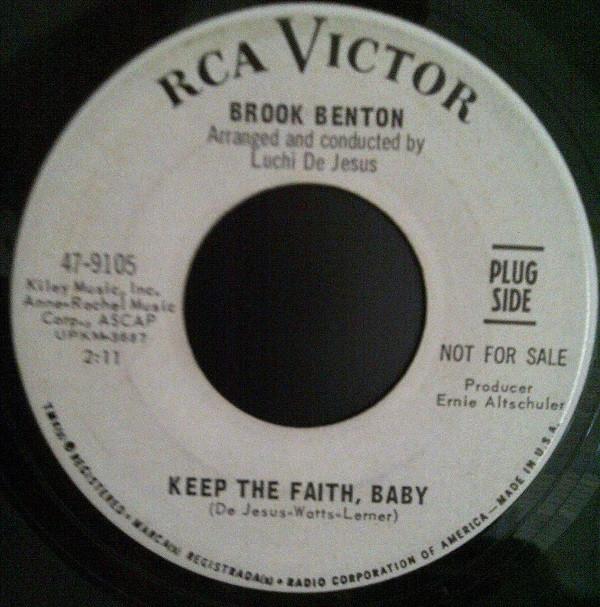 RCA VICTOR
BROOK BENTON
Arranged and conducted by
Luchi De Jesus
47-9105
Kiley Music, Inc.
Anne-Rachel Music
Corp., ASCAP
UPKM-3687
2:11
PLUG
SIDE
NOT FOR SALE
Producer
Ernie Altschuler
KEEP THE FAITH, BABY
(De Jesus-Watts-Lerner)
TMK(s) ® REGISTERED • MARCA(s) REGISTRADA(s) • RADIO CORPORATION OF AMERICA—MADE IN U.S.A.